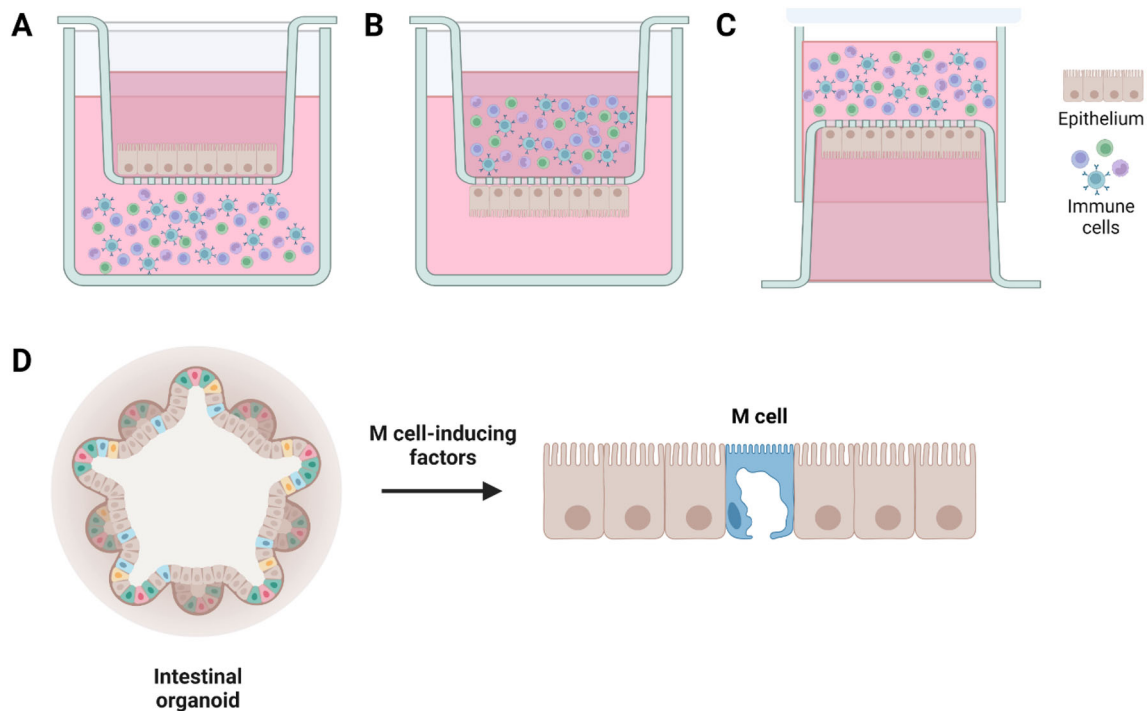 A
B
C
Epithelium
Immune
cells
D
M cell-inducing
factors
M cell
Intestinal
organoid